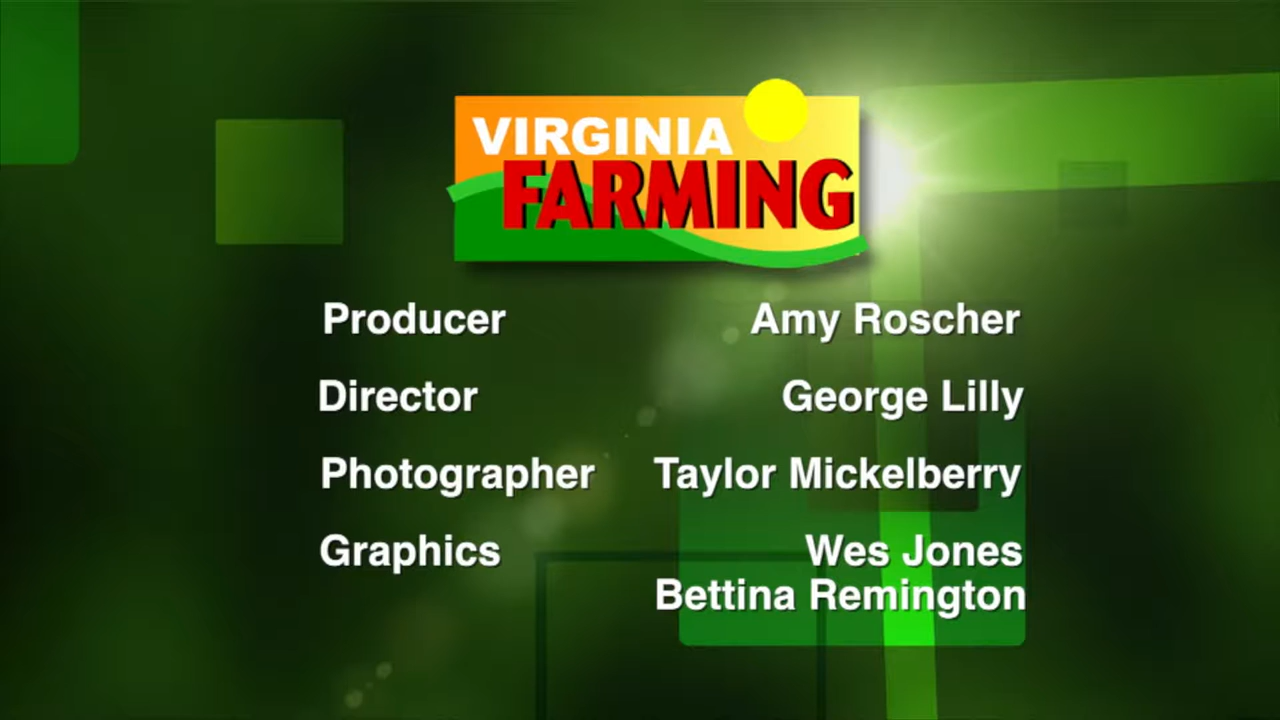 VIRGINIA
FARMING
Producer Amy Roscher
Director George Lilly
Photographer Taylor Mickelberry
Graphics Wes Jones
Bettina Remington